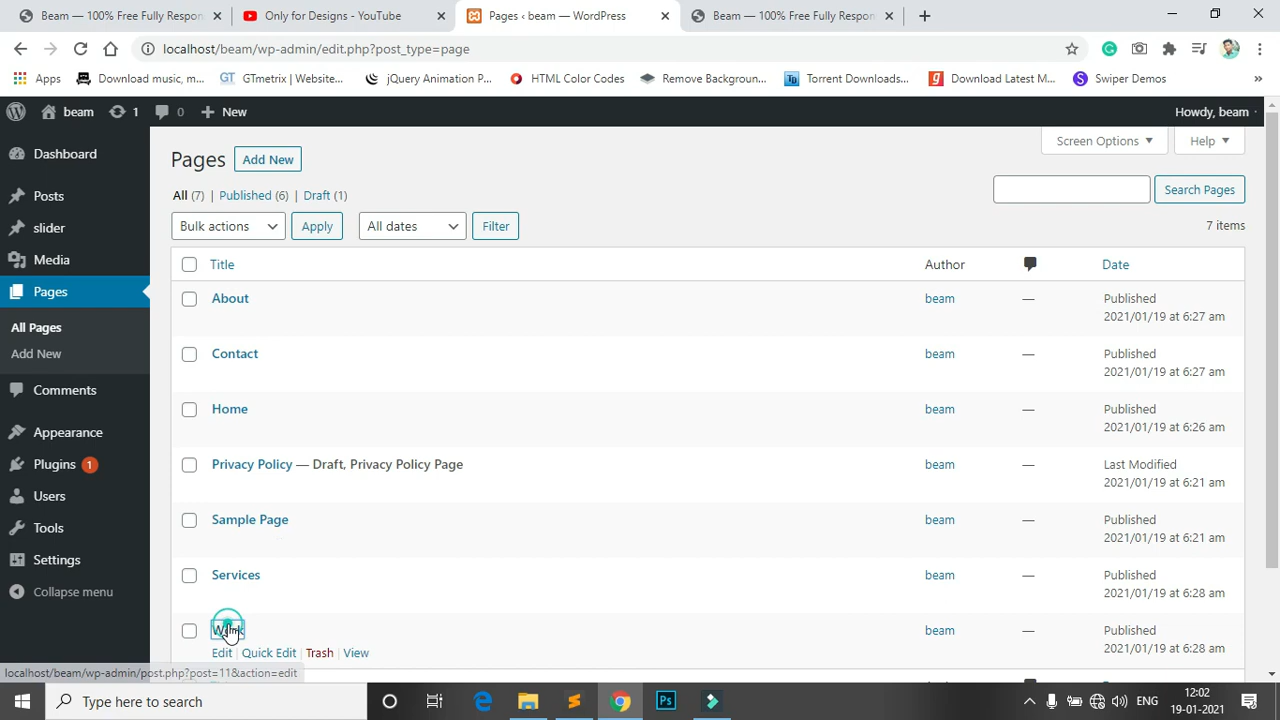 Beam — 100% Free Fully Respon
Only for Designs - YouTube
Pages ‹ beam — WordPress
Beam — 100% Free Fully Respon
localhost/beam/wp-admin/edit.php?post_type=page
Apps
Download music, m...
GT GTmetrix | Website...
jQuery Animation P...
HTML Color Codes
Remove Backgroun...
Torrent Downloads...
Download Latest M...
Swiper Demos
»
beam
1
0
New
Howdy, beam
Dashboard
Posts
slider
Media
Pages
All Pages
Add New
Comments
Appearance
Plugins 1
Users
Tools
Settings
Collapse menu
Pages
Add New
Screen Options
Help
All (7) | Published (6) | Draft (1)
Search Pages
Bulk actions
Apply
All dates
Filter
7 items
Title
Author
Date
About
beam
—
Published
2021/01/19 at 6:27 am
Contact
beam
—
Published
2021/01/19 at 6:27 am
Home
beam
—
Published
2021/01/19 at 6:26 am
Privacy Policy — Draft, Privacy Policy Page
beam
—
Last Modified
2021/01/19 at 6:21 am
Sample Page
beam
—
Published
2021/01/19 at 6:21 am
Services
beam
—
Published
2021/01/19 at 6:28 am
Work
beam
—
Published
2021/01/19 at 6:28 am
Edit | Quick Edit | Trash | View
localhost/beam/wp-admin/post.php?post=11&action=edit
Type here to search
Ps
ENG
12:02
19-01-2021